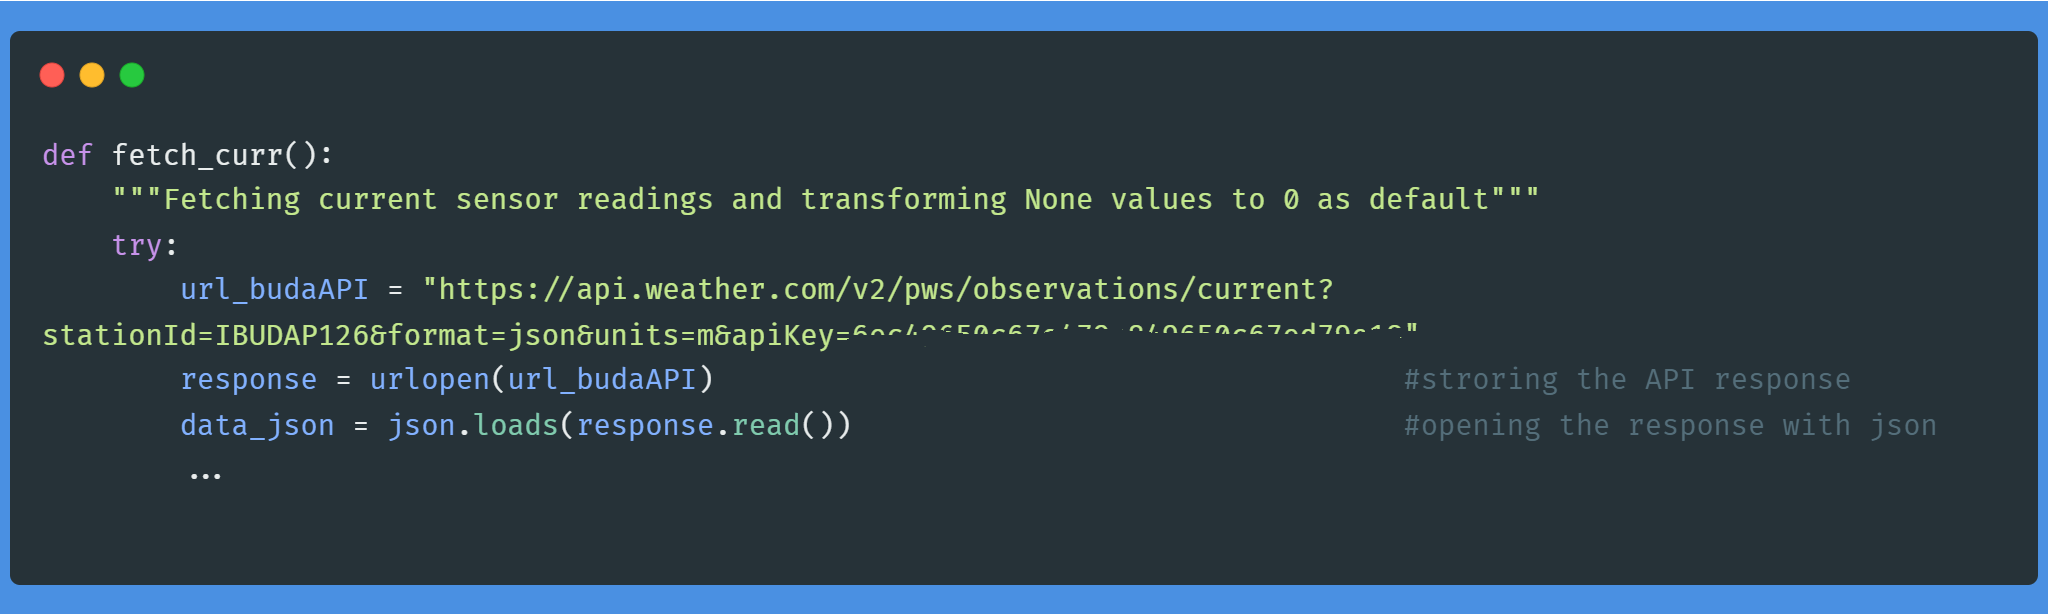 def fetch_curr():
    """Fetching current sensor readings and transforming None values to 0 as default"""
    try:
        url_budaAPI = "https://api.weather.com/v2/pws/observations/current?
stationId=IBUDAP126&format=json&units=m&apiKey=
        response = urlopen(url_budaAPI) #stroring the API response
        data_json = json.loads(response.read()) #opening the response with json
        ...